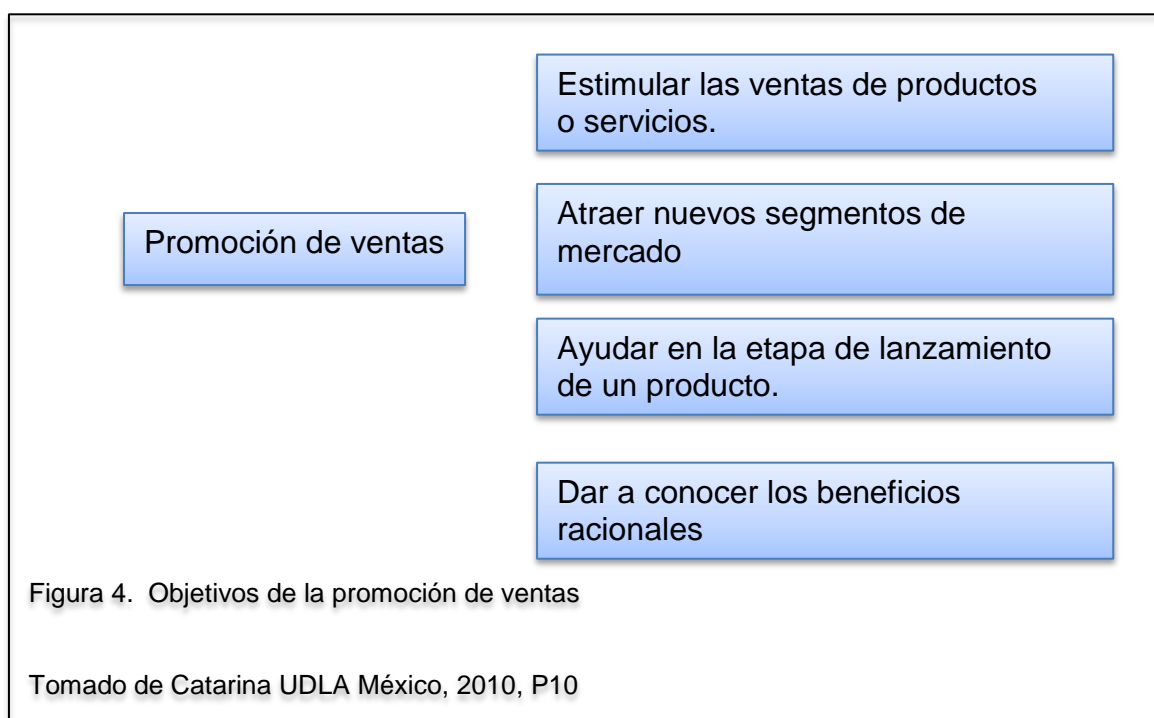 Estimular las ventas de productos
o servicios.
Promoción de ventas
Atraer nuevos segmentos de
mercado
Ayudar en la etapa de lanzamiento
de un producto.
Dar a conocer los beneficios
racionales
Figura 4.  Objetivos de la promoción de ventas
Tomado de Catarina UDLA México, 2010, P10